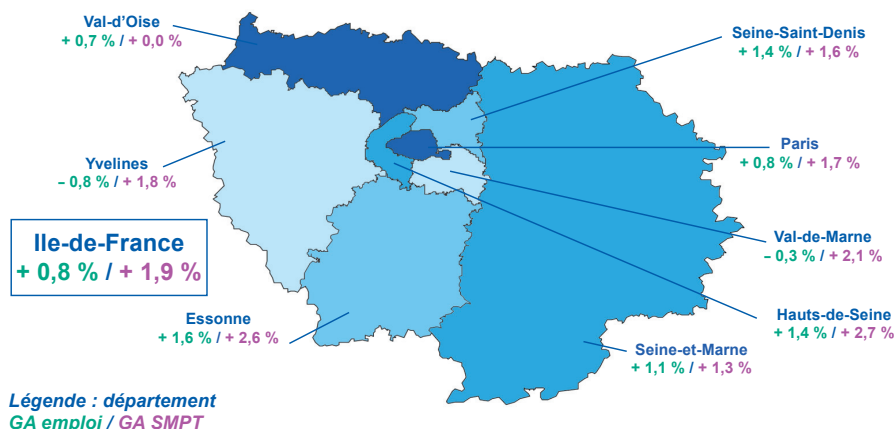 Val-d'Oise
+ 0,7 % / + 0,0 %
Seine-Saint-Denis
+ 1,4 % / + 1,6 %
Paris
+ 0,8 % / + 1,7 %
Yvelines
– 0,8 % / + 1,8 %
Ile-de-France
+ 0,8 % / + 1,9 %
Val-de-Marne
– 0,3 % / + 2,1 %
Hauts-de-Seine
+ 1,4 % / + 2,7 %
Essonne
+ 1,6 % / + 2,6 %
Seine-et-Marne
+ 1,1 % / + 1,3 %
Légende : département
GA emploi / GA SMPT